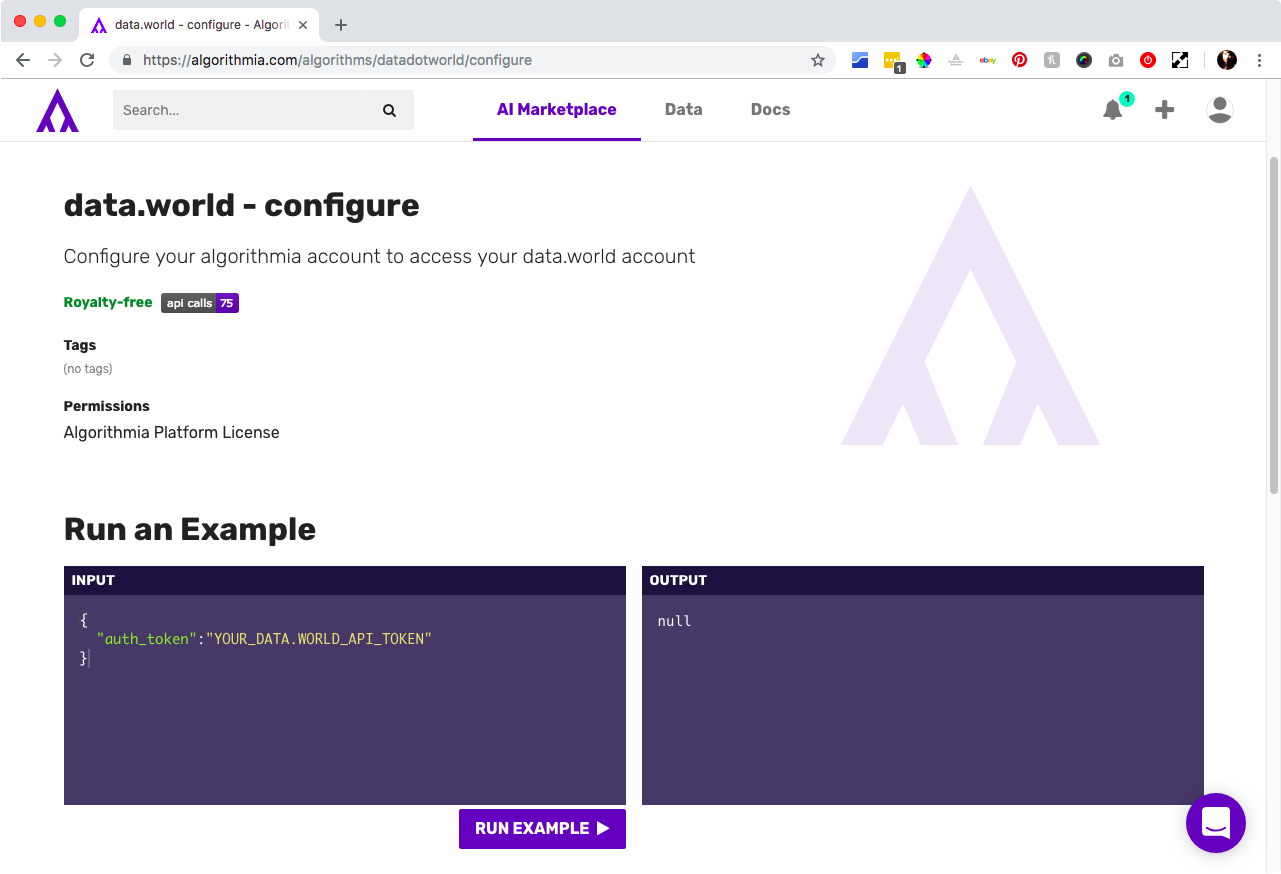 data.world - configure - Algorit
https://algorithmia.com/algorithms/datadotworld/configure
ebay
1
Search...
AI Marketplace
Data
Docs
1
data.world - configure
Configure your algorithmia account to access your data.world account
Royalty-free api calls 75
Tags
(no tags)
Permissions
Algorithmia Platform License
Run an Example
INPUT
{
"auth_token":"YOUR_DATA.WORLD_API_TOKEN"
}
OUTPUT
null
RUN EXAMPLE